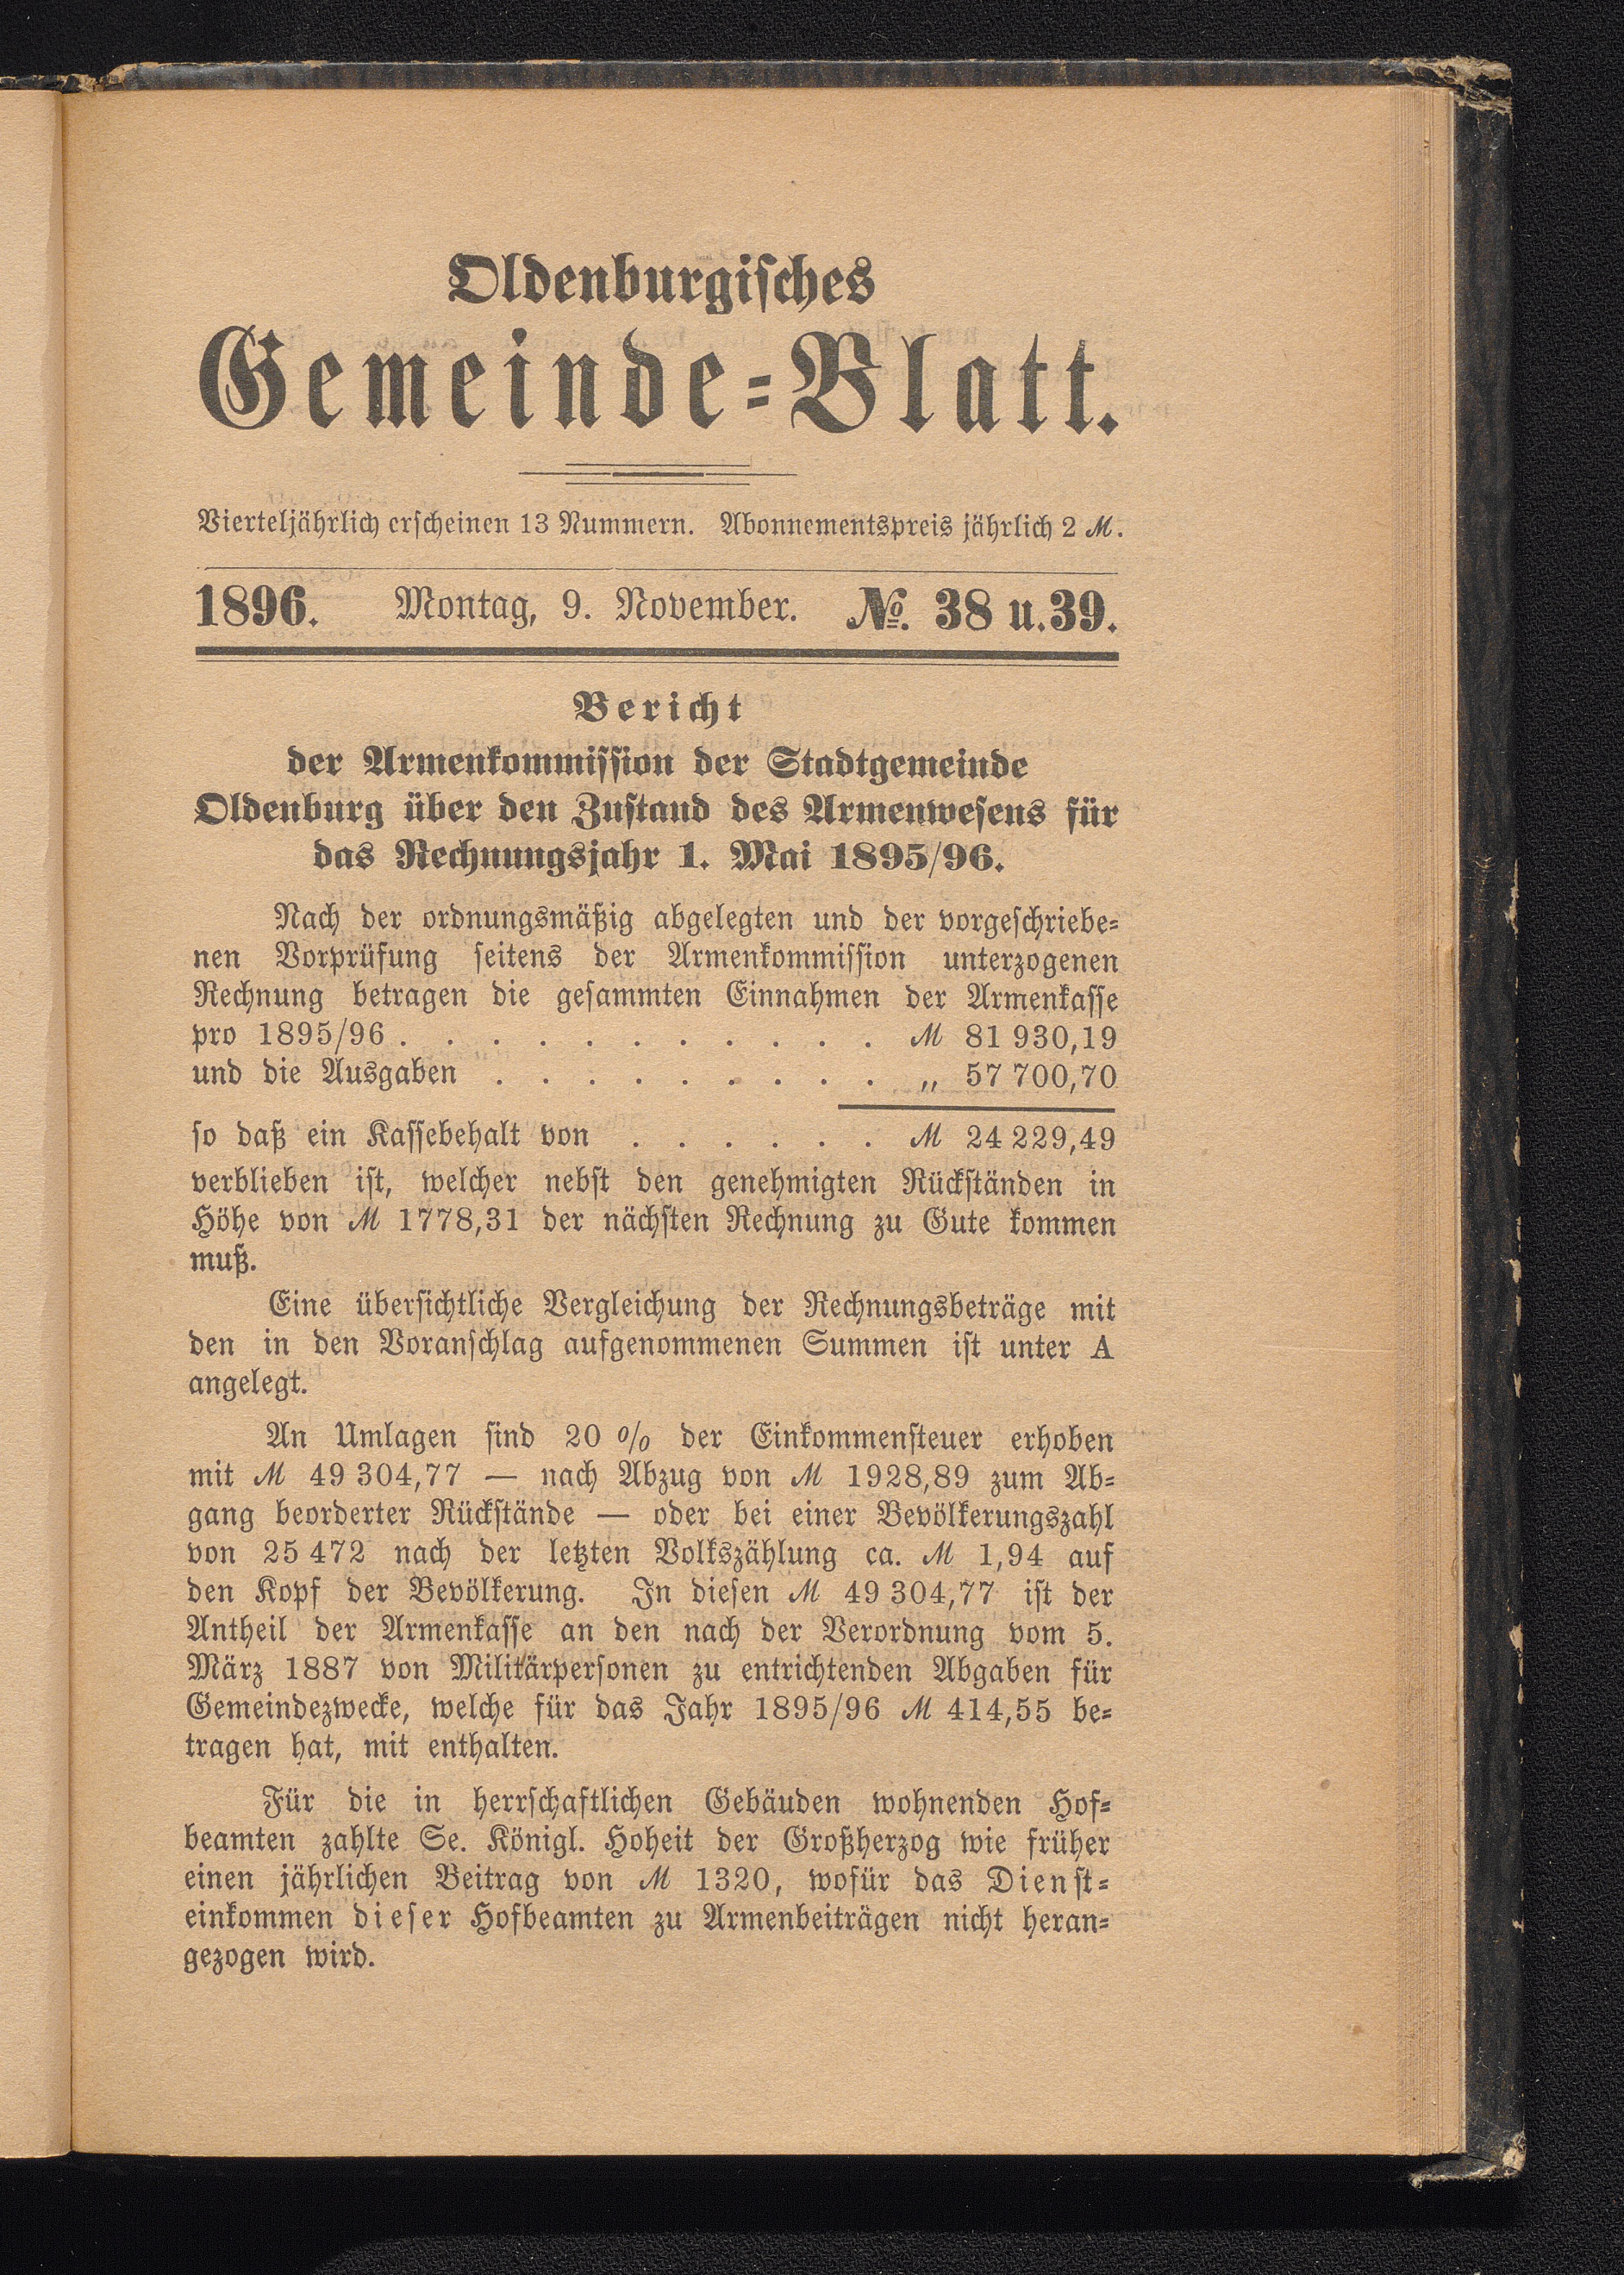 Oldenburgisches
Gemeinde-Blatt.
Vierteljährlich erscheinen 13 Nummern. Abonnementspreis jährlich 2 M.
1896. Montag, 9. November. №. 38 u. 39.
Bericht
der Armenkommission der Stadtgemeinde
Oldenburg über den Zustand des Armenwesens für
das Rechnungsjahr 1. Mai 1895/96.
Nach der ordnungsmäßig abgelegten und der vorgeschriebe-
nen Vorprüfung seitens der Armenkommission unterzogenen
Rechnung betragen die gesammten Einnahmen der Armenkasse
pro 1895/96 . . . . . . . . . . . M 81 930,19
und die Ausgaben . . . . . . . . . „ 57 700,70
so daß ein Kassebehalt von . . . . . . M 24 229,49
verblieben ist, welcher nebst den genehmigten Rückständen in
Höhe von M 1778,31 der nächsten Rechnung zu Gute kommen
muß.
Eine übersichtliche Vergleichung der Rechnungsbeträge mit
den in den Voranschlag aufgenommenen Summen ist unter A
angelegt.
An Umlagen sind 20 % der Einkommensteuer erhoben
mit M 49 304,77 — nach Abzug von M 1928,89 zum Ab-
gang beorderter Rückstände — oder bei einer Bevölkerungszahl
von 25 472 nach der letzten Volkszählung ca. M 1,94 auf
den Kopf der Bevölkerung. In diesen M 49 304,77 ist der
Antheil der Armenkasse an den nach der Verordnung vom 5.
März 1887 von Militärpersonen zu entrichtenden Abgaben für
Gemeindezwecke, welche für das Jahr 1895/96 M 414,55 be-
tragen hat, mit enthalten.
Für die in herrschaftlichen Gebäuden wohnenden Hof-
beamten zahlte Se. Königl. Hoheit der Großherzog wie früher
einen jährlichen Beitrag von M 1320, wofür das Dienst-
einkommen dieser Hofbeamten zu Armenbeiträgen nicht heran-
gezogen wird.